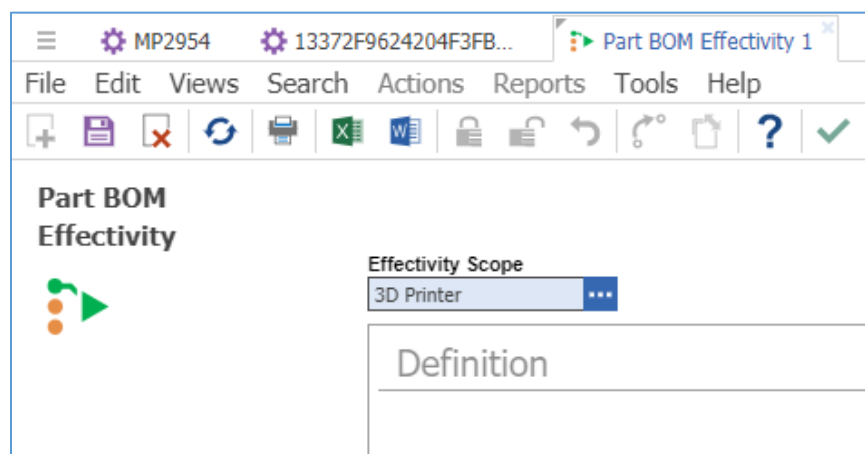 MP2954 13372F9624204F3FB... Part BOM Effectivity 1
File Edit Views Search Actions Reports Tools Help
Part BOM
Effectivity
Effectivity Scope
3D Printer
Definition